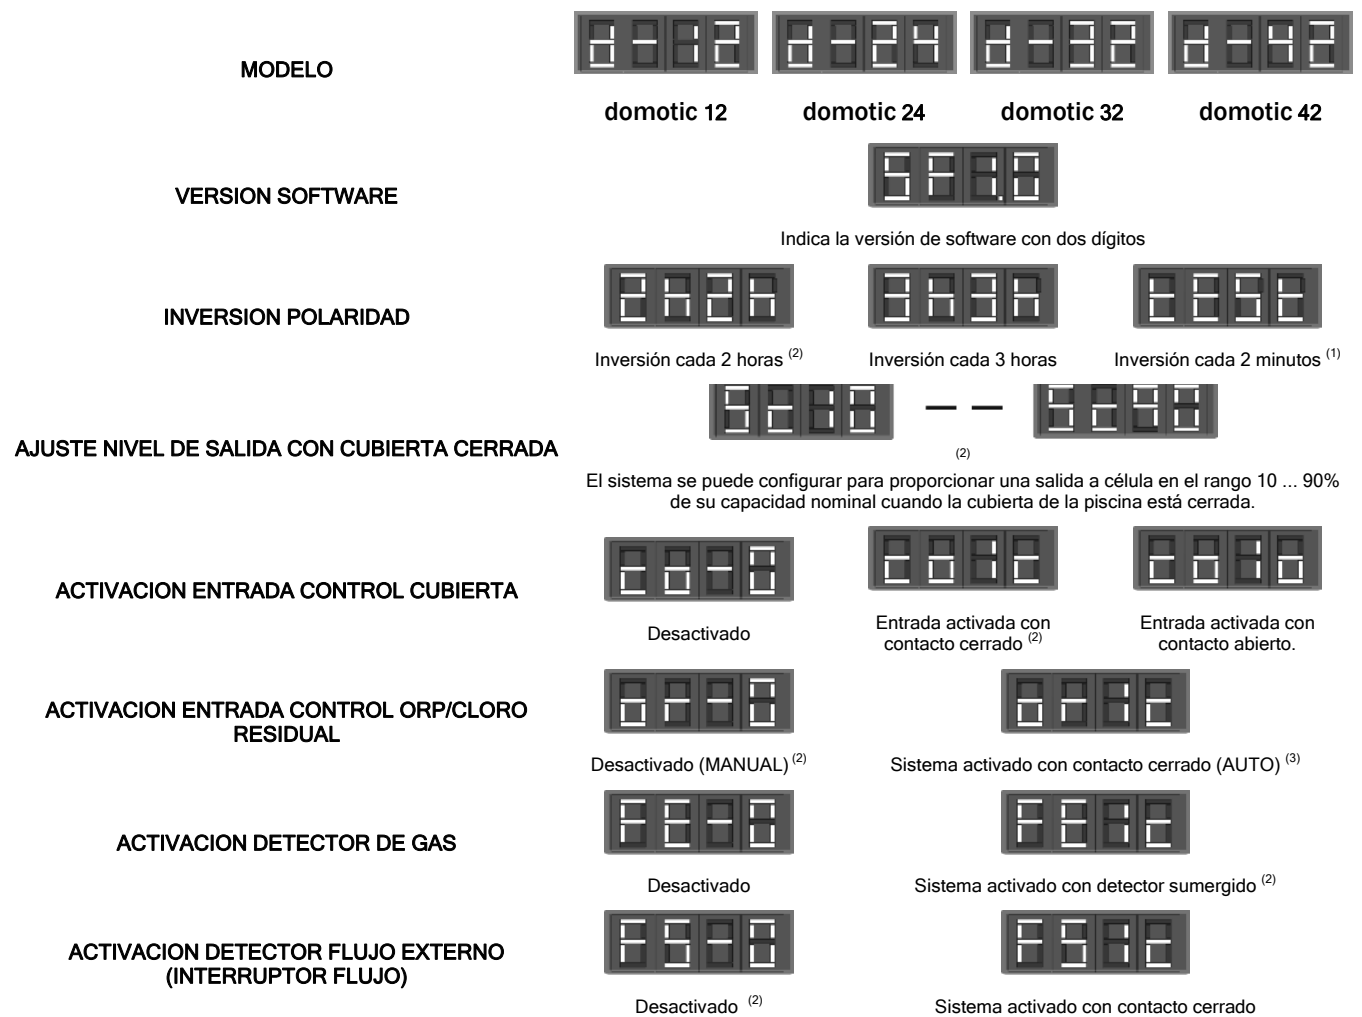 MODELO
domotic 12
domotic 24
domotic 32
domotic 42
VERSION SOFTWARE
Indica la versión de software con dos dígitos
INVERSION POLARIDAD
Inversión cada 2 horas (2)
Inversión cada 3 horas
Inversión cada 2 minutos (1)
AJUSTE NIVEL DE SALIDA CON CUBIERTA CERRADA
— —
(2)
El sistema se puede configurar para proporcionar una salida a célula en el rango 10 ... 90%
de su capacidad nominal cuando la cubierta de la piscina está cerrada.
ACTIVACION ENTRADA CONTROL CUBIERTA
Desactivado
Entrada activada con
contacto cerrado (2)
Entrada activada con
contacto abierto.
ACTIVACION ENTRADA CONTROL ORP/CLORO
RESIDUAL
Desactivado (MANUAL) (2)
Sistema activado con contacto cerrado (AUTO) (3)
ACTIVACION DETECTOR DE GAS
Desactivado
Sistema activado con detector sumergido (2)
ACTIVACION DETECTOR FLUJO EXTERNO
(INTERRUPTOR FLUJO)
Desactivado (2)
Sistema activado con contacto cerrado